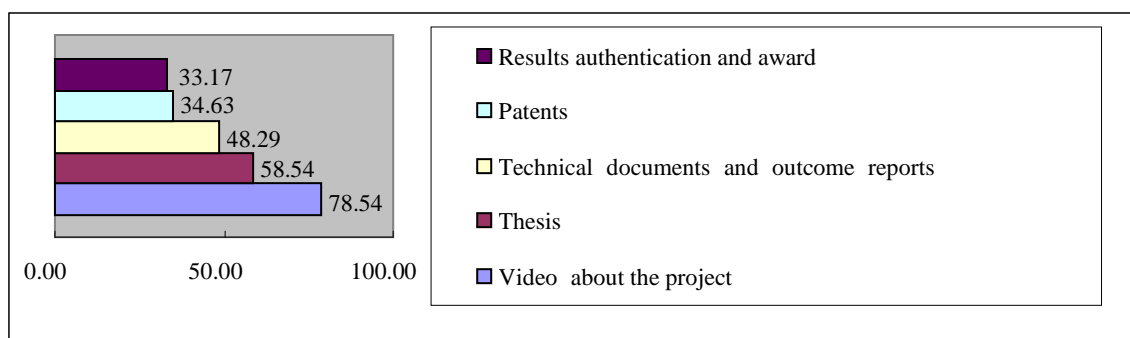 33.17
34.63
48.29
58.54
78.54
0.00 50.00 100.00
Results authentication and award
Patents
Technical documents and outcome reports
Thesis
Video about the project